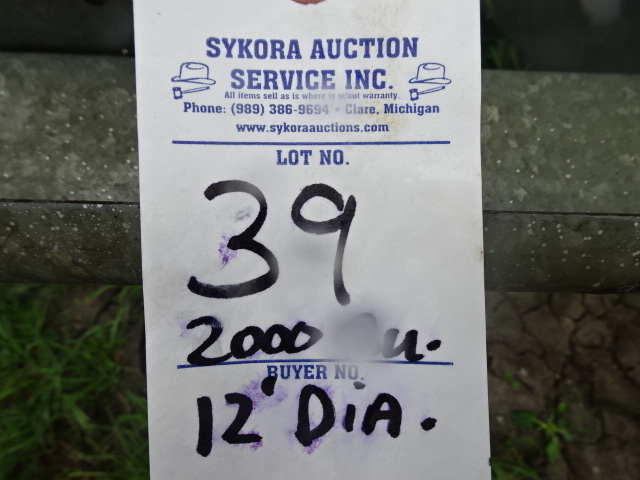 SYKORA AUCTION
SERVICE INC.
All items sell as is where is w/out warranty.
Phone: (989) 386-9694 - Clare, Michigan
www.sykoraauctions.com
LOT NO.
39
2000
BUYER NO.
12' DIA.